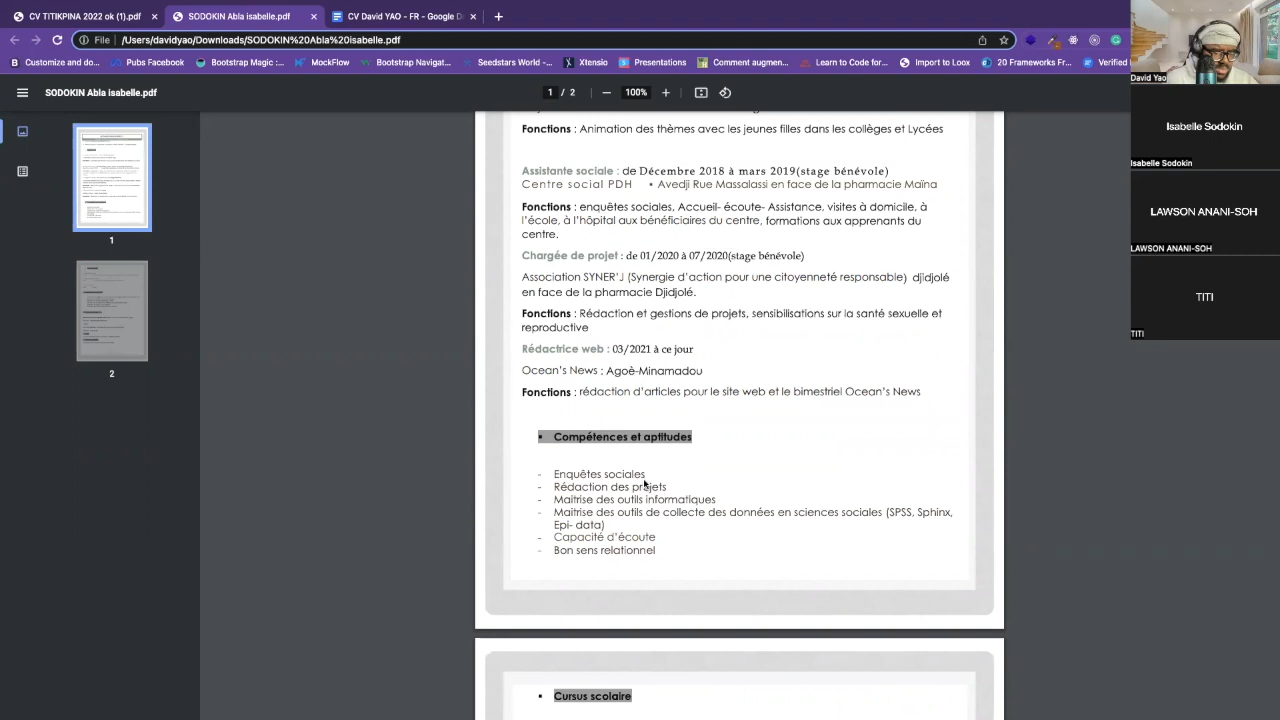 CV TITIKPINA 2022 ok (1).pdf
SODOKIN Abla isabelle.pdf
CV David YAO - FR - Google D
File /Users/davidyao/Downloads/SODOKIN%20Abla%20isabelle.pdf
Customize and do...
Pubs Facebook
Bootstrap Magic :...
MockFlow
Bootstrap Navigat...
Seedstars World -...
Xtensio
Presentations
Comment augmen...
Learn to Code for...
Import to Loox
20 Frameworks Fr...
Verified
SODOKIN Abla isabelle.pdf
1 / 2
100%
1
2
Fonctions : Animation des thèmes avec les jeunes filles dans les collèges et Lycées
Assistante sociale : de Décembre 2018 à mars 2019(stage bénévole)
Centre social PDH • Avedji Rue Massalassi en de la pharmacie Maïna
Fonctions : enquêtes sociales, Accueil- écoute- Assistance, visites à domicile, à
l'école, à l'hôpital aux bénéficiaires du centre, formations aux apprenants du
centre.
Chargée de projet : de 01/2020 à 07/2020(stage bénévole)
Association SYNER'J (Synergie d'action pour une citoyenneté responsable) djidjolé
en face de la pharmacie Djidjolé.
Fonctions : Rédaction et gestions de projets, sensibilisations sur la santé sexuelle et
reproductive
Rédactrice web : 03/2021 à ce jour
Ocean's News : Agoè-Minamadou
Fonctions : rédaction d'articles pour le site web et le bimestriel Ocean's News
▪ Compétences et aptitudes
- Enquêtes sociales
- Rédaction des projets
- Maitrise des outils informatiques
- Maitrise des outils de collecte des données en sciences sociales (SPSS, Sphinx,
Epi- data)
- Capacité d'écoute
- Bon sens relationnel
▪ Cursus scolaire
David Yao
Isabelle Sodokin
Isabelle Sodokin
LAWSON ANANI-SOH
LAWSON ANANI-SOH
TITI
TITI